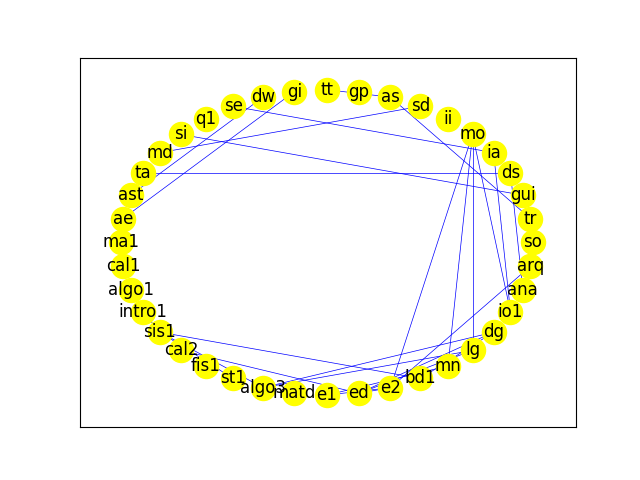 tt
gp
as
sd
ii
mo
ia
ds
gui
tr
so
arq
ana
io1
dg
lg
mn
bd1
e2
ed
e1
matd
algo3
st1
fis1
cal2
sis1
intro1
algo1
cal1
ma1
ae
ast
ta
md
si
q1
se
dw
gi